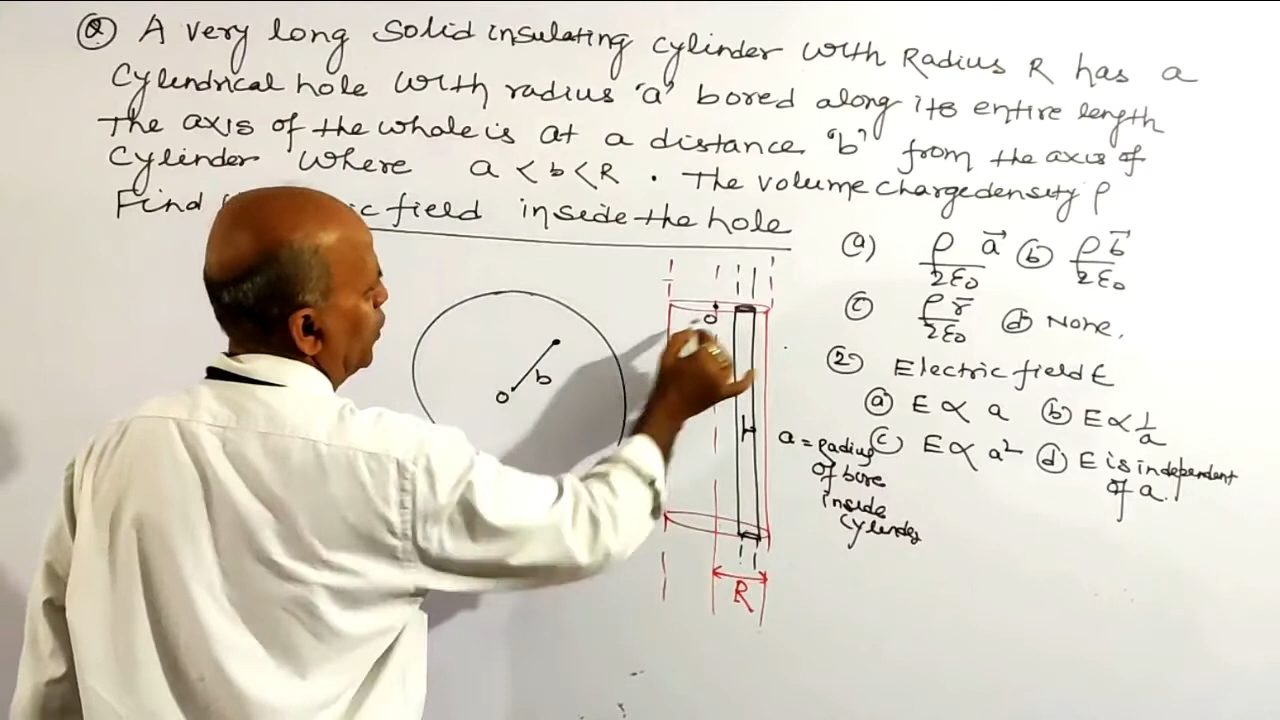 Q A very long solid insulating cylinder with Radius R has a
Cylindrical hole with radius 'a' bored along its entire length
The axis of the whole is at a distance 'b' from the axis of
Cylinder where a < b < R . The volume charge density ρ
Find c field inside the hole
(a) ρ a⃗ / 2ε₀ (b) ρ b⃗ / 2ε₀
(c) ρ r⃗ / 2ε₀ (d) None.
(2) Electric field E
(a) E ∝ a (b) E ∝ 1/a
(c) E ∝ a² (d) E is independent of a.
a = radius
of bore
inside
cylinder
O
b
O
R